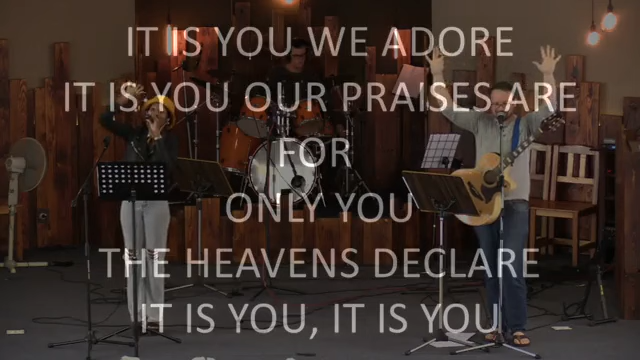 IT IS YOU WE ADORE
IT IS YOU OUR PRAISES ARE
FOR
ONLY YOU
THE HEAVENS DECLARE
IT IS YOU, IT IS YOU